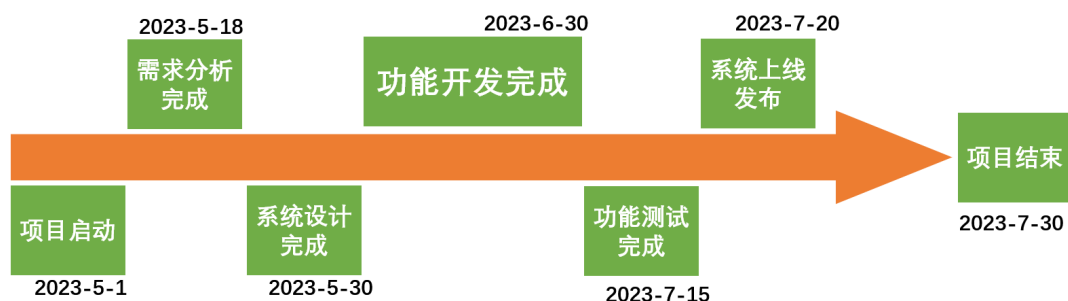 2023-5-18
需求分析
完成
2023-6-30
功能开发完成
2023-7-20
系统上线
发布
项目结束
2023-7-30
项目启动
2023-5-1
系统设计
完成
2023-5-30
功能测试
完成
2023-7-15